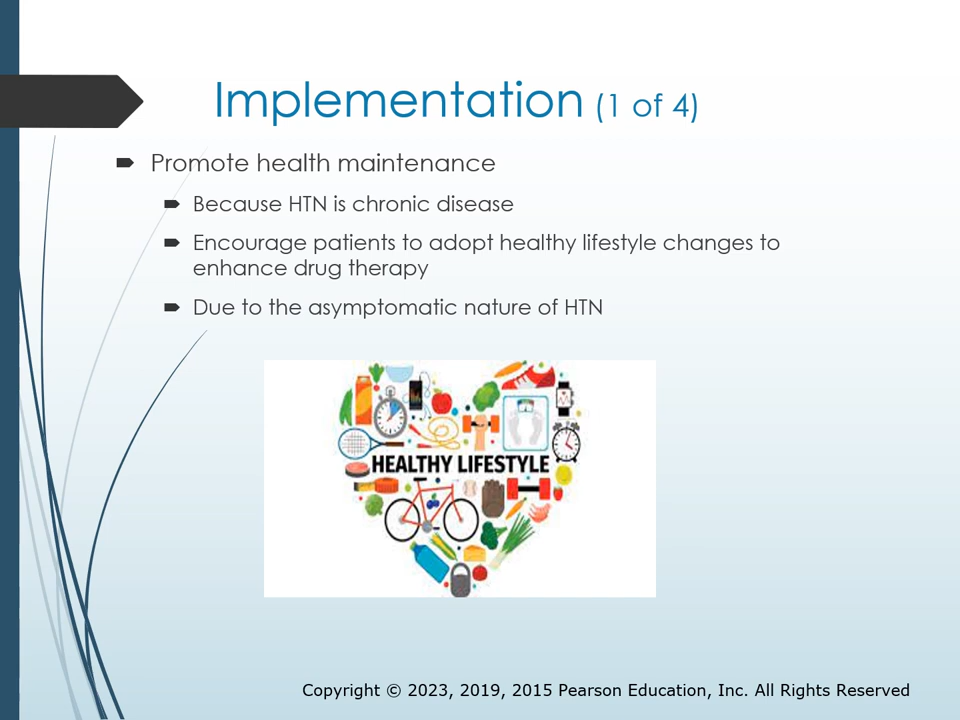 Implementation (1 of 4)
Promote health maintenance
Because HTN is chronic disease
Encourage patients to adopt healthy lifestyle changes to
enhance drug therapy
Due to the asymptomatic nature of HTN
HEALTHY LIFESTYLE
Copyright © 2023, 2019, 2015 Pearson Education, Inc. All Rights Reserved